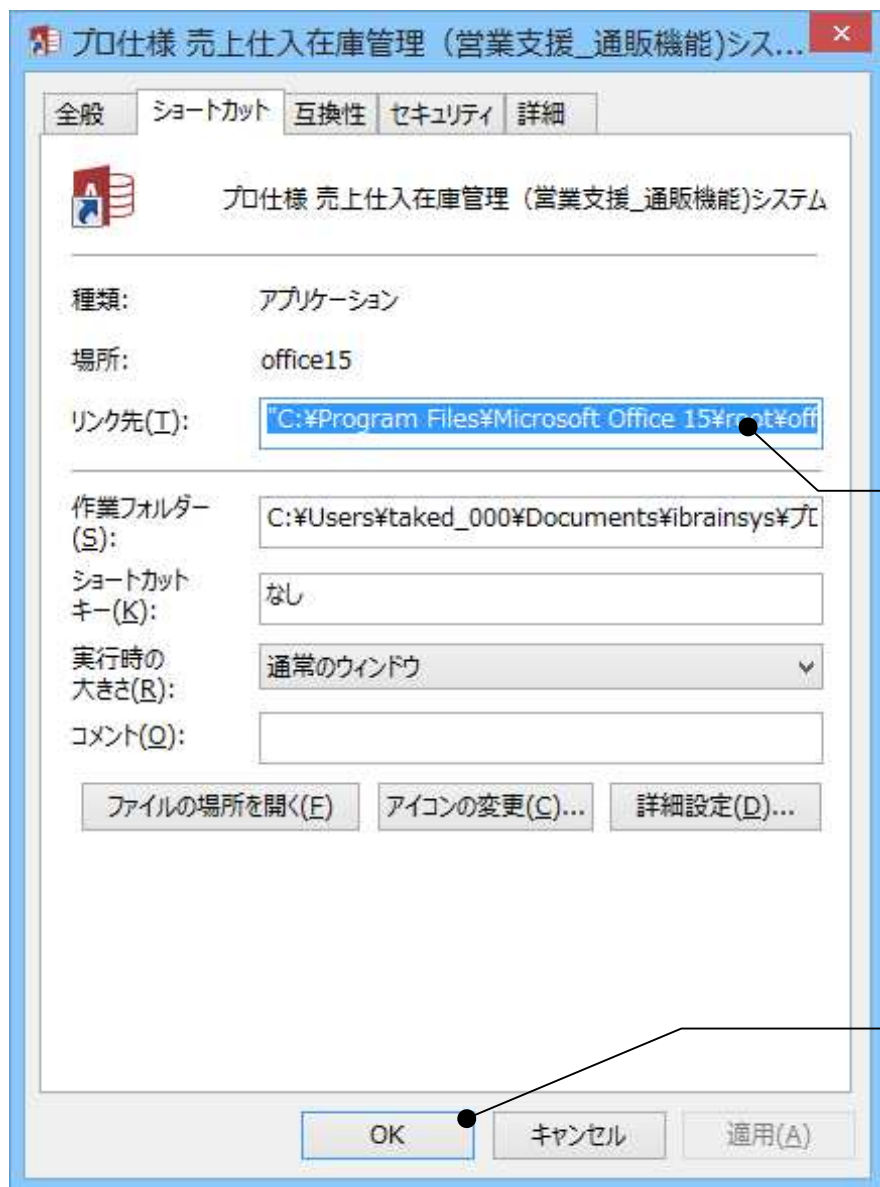 プロ仕様 売上仕入在庫管理（営業支援_通販機能)シス...
全般 ショートカット 互換性 セキュリティ 詳細
プロ仕様 売上仕入在庫管理（営業支援_通販機能)システム
種類: アプリケーション
場所: office15
リンク先(T): "C:¥Program Files¥Microsoft Office 15¥root¥off
作業フォルダー
(S): C:¥Users¥taked_000¥Documents¥ibrainsys¥プロ
ショートカット
キー(K): なし
実行時の
大きさ(R): 通常のウィンドウ
コメント(O):
ファイルの場所を開く(F) アイコンの変更(C)... 詳細設定(D)...
OK キャンセル 適用(A)